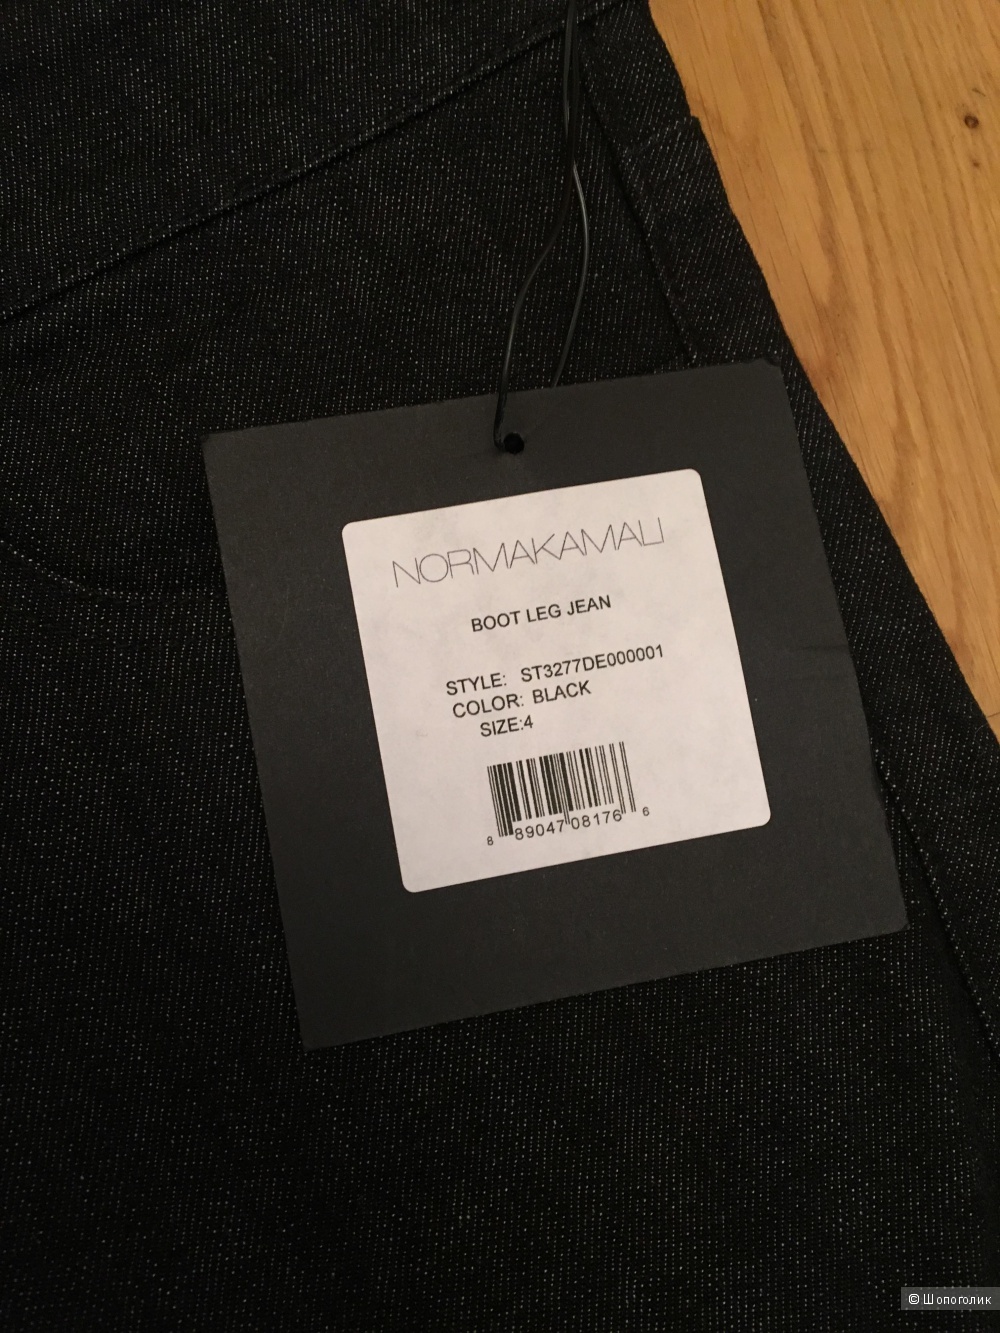 NORMAKAMALI
BOOT LEG JEAN
STYLE: ST3277DE000001
COLOR: BLACK
SIZE:4
8 89047 08176 6
© Шопоголик